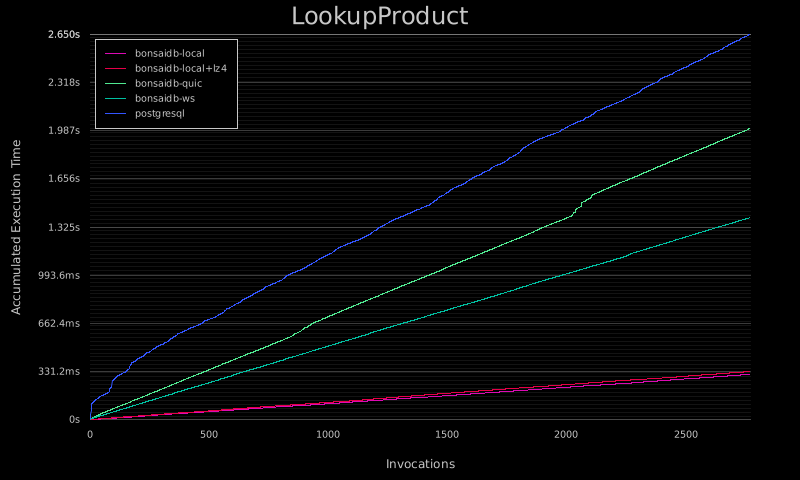 LookupProduct
2.650s
2.318s
1.987s
1.656s
1.325s
993.6ms
662.4ms
331.2ms
0s
Accumulated Execution Time
bonsaidb-local
bonsaidb-local+lz4
bonsaidb-quic
bonsaidb-ws
postgresql
0 500 1000 1500 2000 2500
Invocations